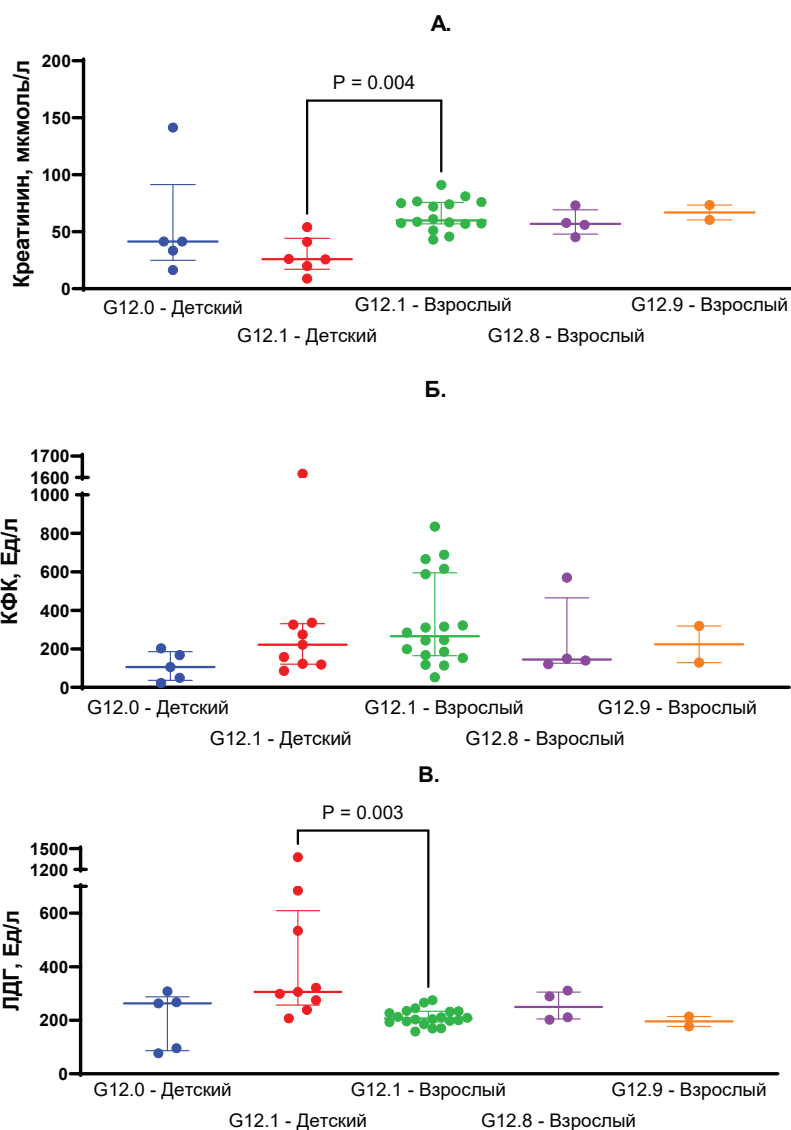 А.
P = 0.004
Креатинин, мкмоль/л
200
150
100
50
0
G12.0 - Детский
G12.1 - Взрослый
G12.9 - Взрослый
G12.1 - Детский
G12.8 - Взрослый
Б.
КФК, Ед/л
1700
1600
1000
800
600
400
200
0
G12.0 - Детский
G12.1 - Взрослый
G12.9 - Взрослый
G12.1 - Детский
G12.8 - Взрослый
В.
P = 0.003
ЛДГ, Ед/л
1500
1200
600
400
200
0
G12.0 - Детский
G12.1 - Взрослый
G12.9 - Взрослый
G12.1 - Детский
G12.8 - Взрослый